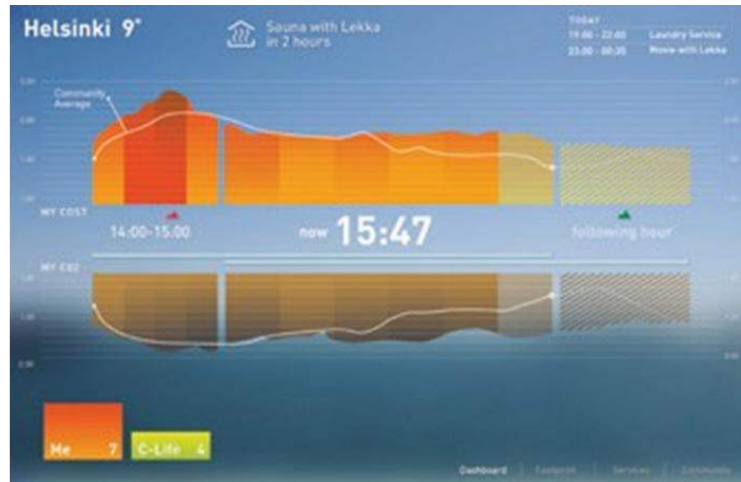 Helsinki 9°
Sauna with Lekka
in 2 hours
TODAY
19:00 - 22:00 Laundry Service
23:00 - 00:35 Movie with Lekka
Community
Average
MY COST
14:00-15:00
now 15:47
following hour
MY CO2
Me 7
C-Life 4
Dashboard | Footprint | Services | Community